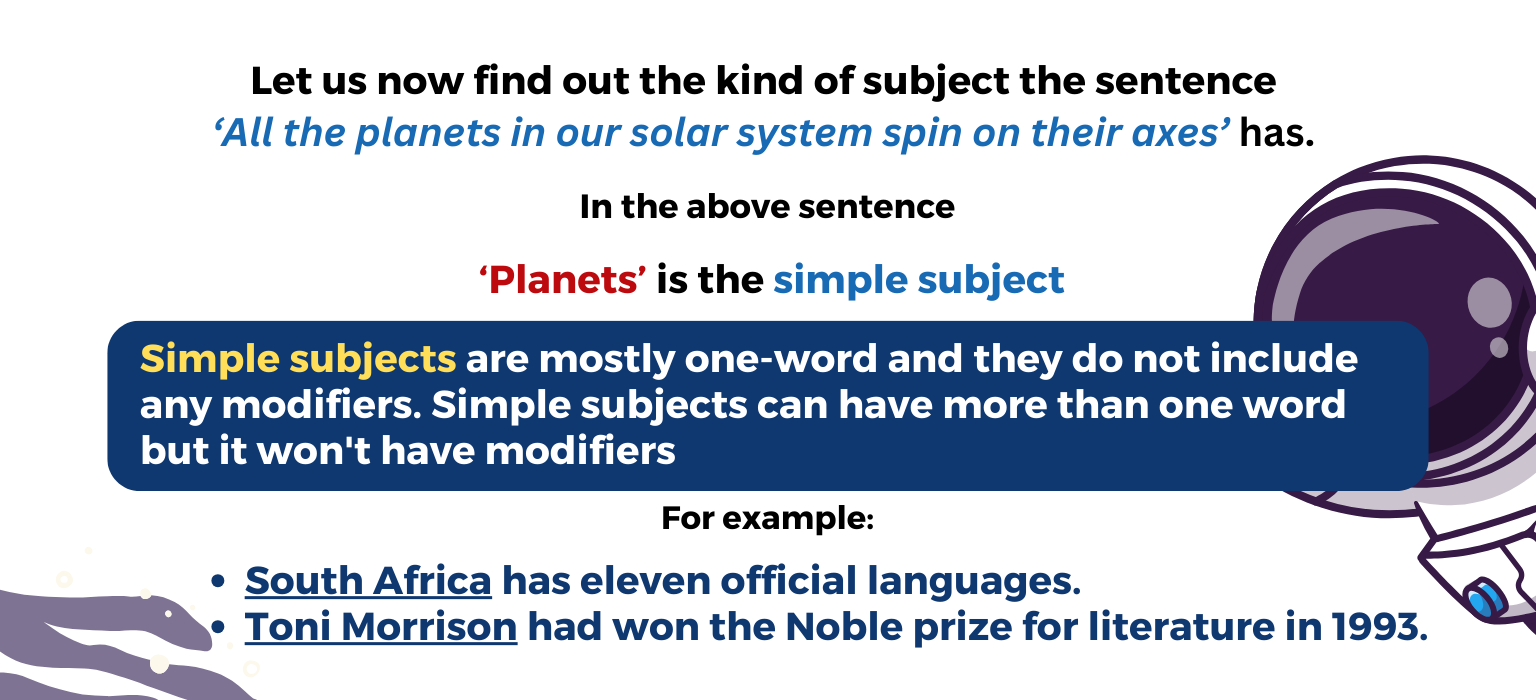 Let us now find out the kind of subject the sentence
‘All the planets in our solar system spin on their axes’ has.
In the above sentence
‘Planets’ is the simple subject
Simple subjects are mostly one-word and they do not include
any modifiers. Simple subjects can have more than one word
but it won't have modifiers
For example:
• South Africa has eleven official languages.
• Toni Morrison had won the Noble prize for literature in 1993.